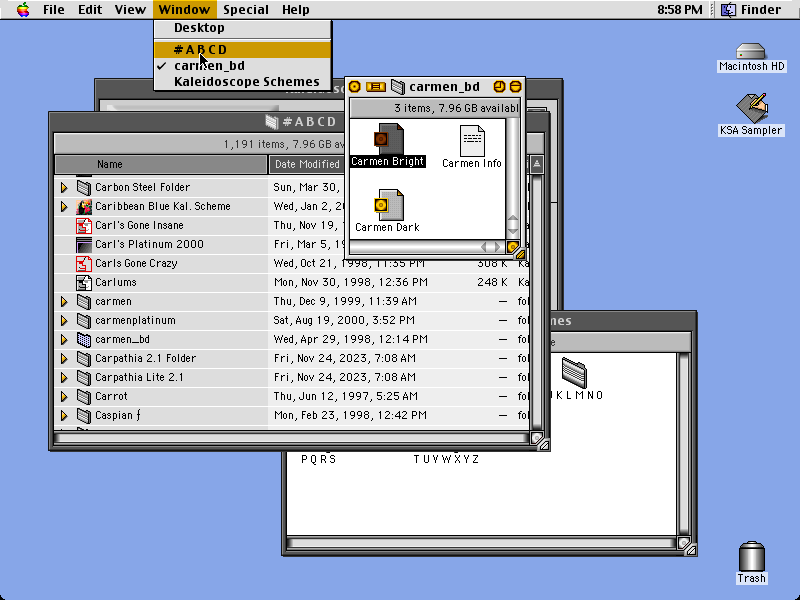 File Edit View Window Special Help 8:58 PM Finder
Desktop
#ABCD
carmen_bd
Kaleidoscope Schemes
Macintosh HD
KSA Sampler
Trash
carmen_bd
3 items, 7.96 GB availabl
Carmen Bright
Carmen Info
Carmen Dark
#ABCD
1,191 items, 7.96 GB av
Name Date Modified
Carbon Steel Folder Sun, Mar 30,
Caribbean Blue Kal. Scheme Wed, Jan 2, 2
Carl's Gone Insane Thu, Nov 19,
Carl's Platinum 2000 Fri, Mar 5, 1
Carls Gone Crazy Wed, Oct 21, 1998, 11:35 PM 308 K Ka
Carlums Mon, Nov 30, 1998, 12:36 PM 248 K Ka
carmen Thu, Dec 9, 1999, 11:39 AM — fol
carmenplatinum Sat, Aug 19, 2000, 3:52 PM — fol
carmen_bd Wed, Apr 29, 1998, 12:14 PM — fol
Carpathia 2.1 Folder Fri, Nov 24, 2023, 7:08 AM — fol
Carpathia Lite 2.1 Fri, Nov 24, 2023, 7:08 AM — fol
Carrot Thu, Jun 12, 1997, 5:25 AM — fol
Caspian ƒ Mon, Feb 23, 1998, 12:42 PM — fol
mes
e
KLMNO
PQRS
TUVWXYZ